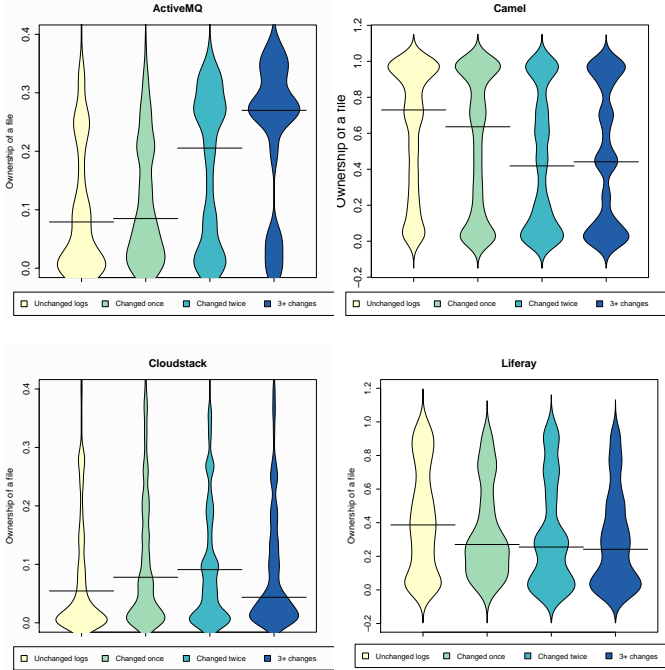 ActiveMQ
Ownership of a file
0.4
0.3
0.2
0.1
0.0
Unchanged logs Changed once Changed twice 3+ changes
Camel
Ownership of a file
1.2
1.0
0.8
0.6
0.4
0.2
0.0
−0.2
Unchanged logs Changed once Changed twice 3+ changes
Cloudstack
Ownership of a file
0.4
0.3
0.2
0.1
0.0
Unchanged logs Changed once Changed twice 3+ changes
Liferay
Ownership of a file
1.2
1.0
0.8
0.6
0.4
0.2
0.0
−0.2
Unchanged logs Changed once Changed twice 3+ changes